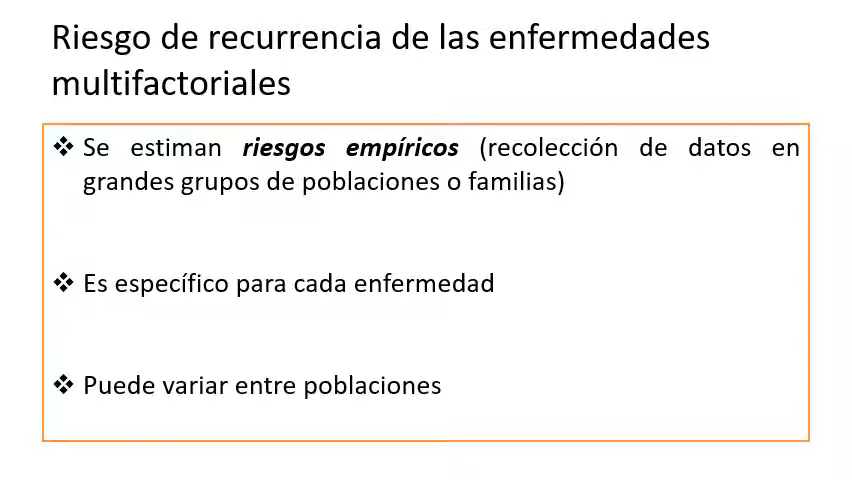 Riesgo de recurrencia de las enfermedades
multifactoriales
❖ Se estiman riesgos empíricos (recolección de datos en
grandes grupos de poblaciones o familias)
❖ Es específico para cada enfermedad
❖ Puede variar entre poblaciones